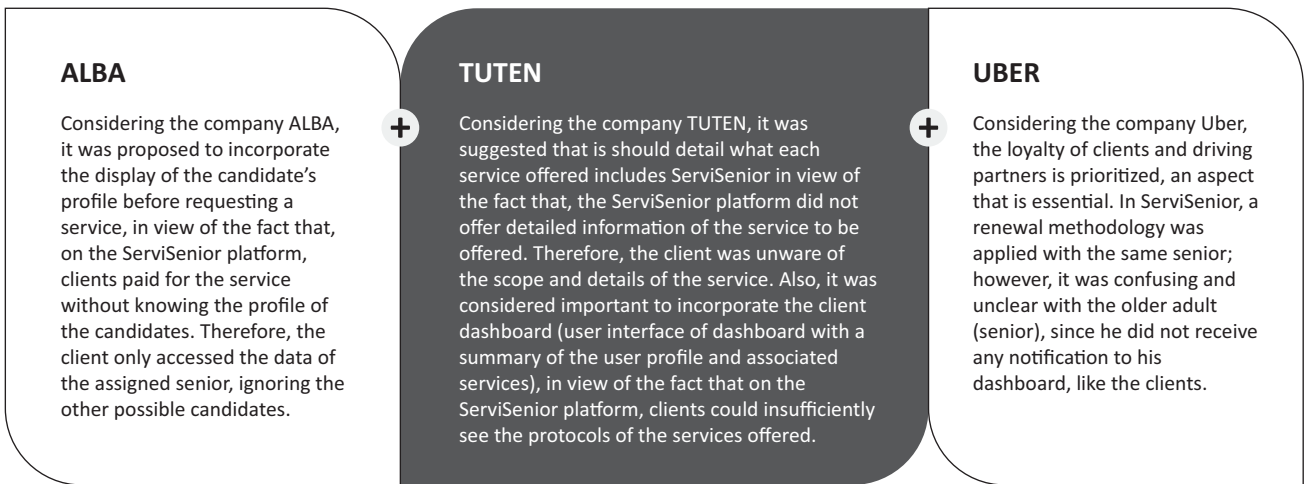 ALBA
Considering the company ALBA,
it was proposed to incorporate
the display of the candidate's
profile before requesting a
service, in view of the fact that,
on the ServiSenior platform,
clients paid for the service
without knowing the profile of
the candidates. Therefore, the
client only accessed the data of
the assigned senior, ignoring the
other possible candidates.
+
TUTEN
Considering the company TUTEN, it was
suggested that is should detail what each
service offered includes ServiSenior in view of
the fact that, the ServiSenior platform did not
offer detailed information of the service to be
offered. Therefore, the client was unware of
the scope and details of the service. Also, it was
considered important to incorporate the client
dashboard (user interface of dashboard with a
summary of the user profile and associated
services), in view of the fact that on the
ServiSenior platform, clients could insufficiently
see the protocols of the services offered.
+
UBER
Considering the company Uber,
the loyalty of clients and driving
partners is prioritized, an aspect
that is essential. In ServiSenior, a
renewal methodology was
applied with the same senior;
however, it was confusing and
unclear with the older adult
(senior), since he did not receive
any notification to his
dashboard, like the clients.